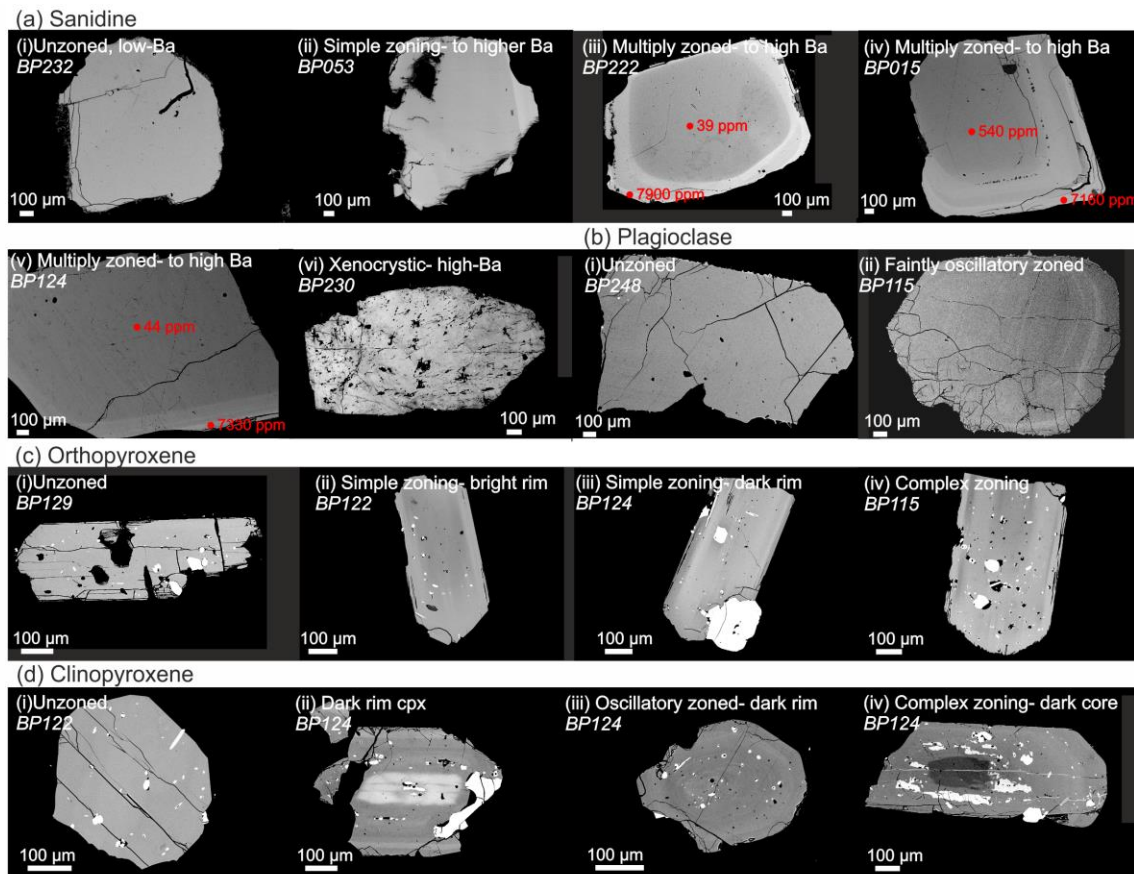 (a) Sanidine
(i)Unzoned, low-Ba
BP232
100 µm
(ii) Simple zoning- to higher Ba
BP053
100 µm
(iii) Multiply zoned- to high Ba
BP222
39 ppm
7900 ppm
100 µm
(iv) Multiply zoned- to high Ba
BP015
540 ppm
7160 ppm
100 µm
(v) Multiply zoned- to high Ba
BP124
44 ppm
7330 ppm
100 µm
(vi) Xenocrystic- high-Ba
BP230
100 µm
(b) Plagioclase
(i)Unzoned
BP248
100 µm
(ii) Faintly oscillatory zoned
BP115
100 µm
(c) Orthopyroxene
(i)Unzoned
BP129
100 µm
(ii) Simple zoning- bright rim
BP122
100 µm
(iii) Simple zoning- dark rim
BP124
100 µm
(iv) Complex zoning
BP115
100 µm
(d) Clinopyroxene
(i)Unzoned
BP122
100 µm
(ii) Dark rim cpx
BP124
100 µm
(iii) Oscillatory zoned- dark rim
BP124
100 µm
(iv) Complex zoning- dark core
BP124
100 µm